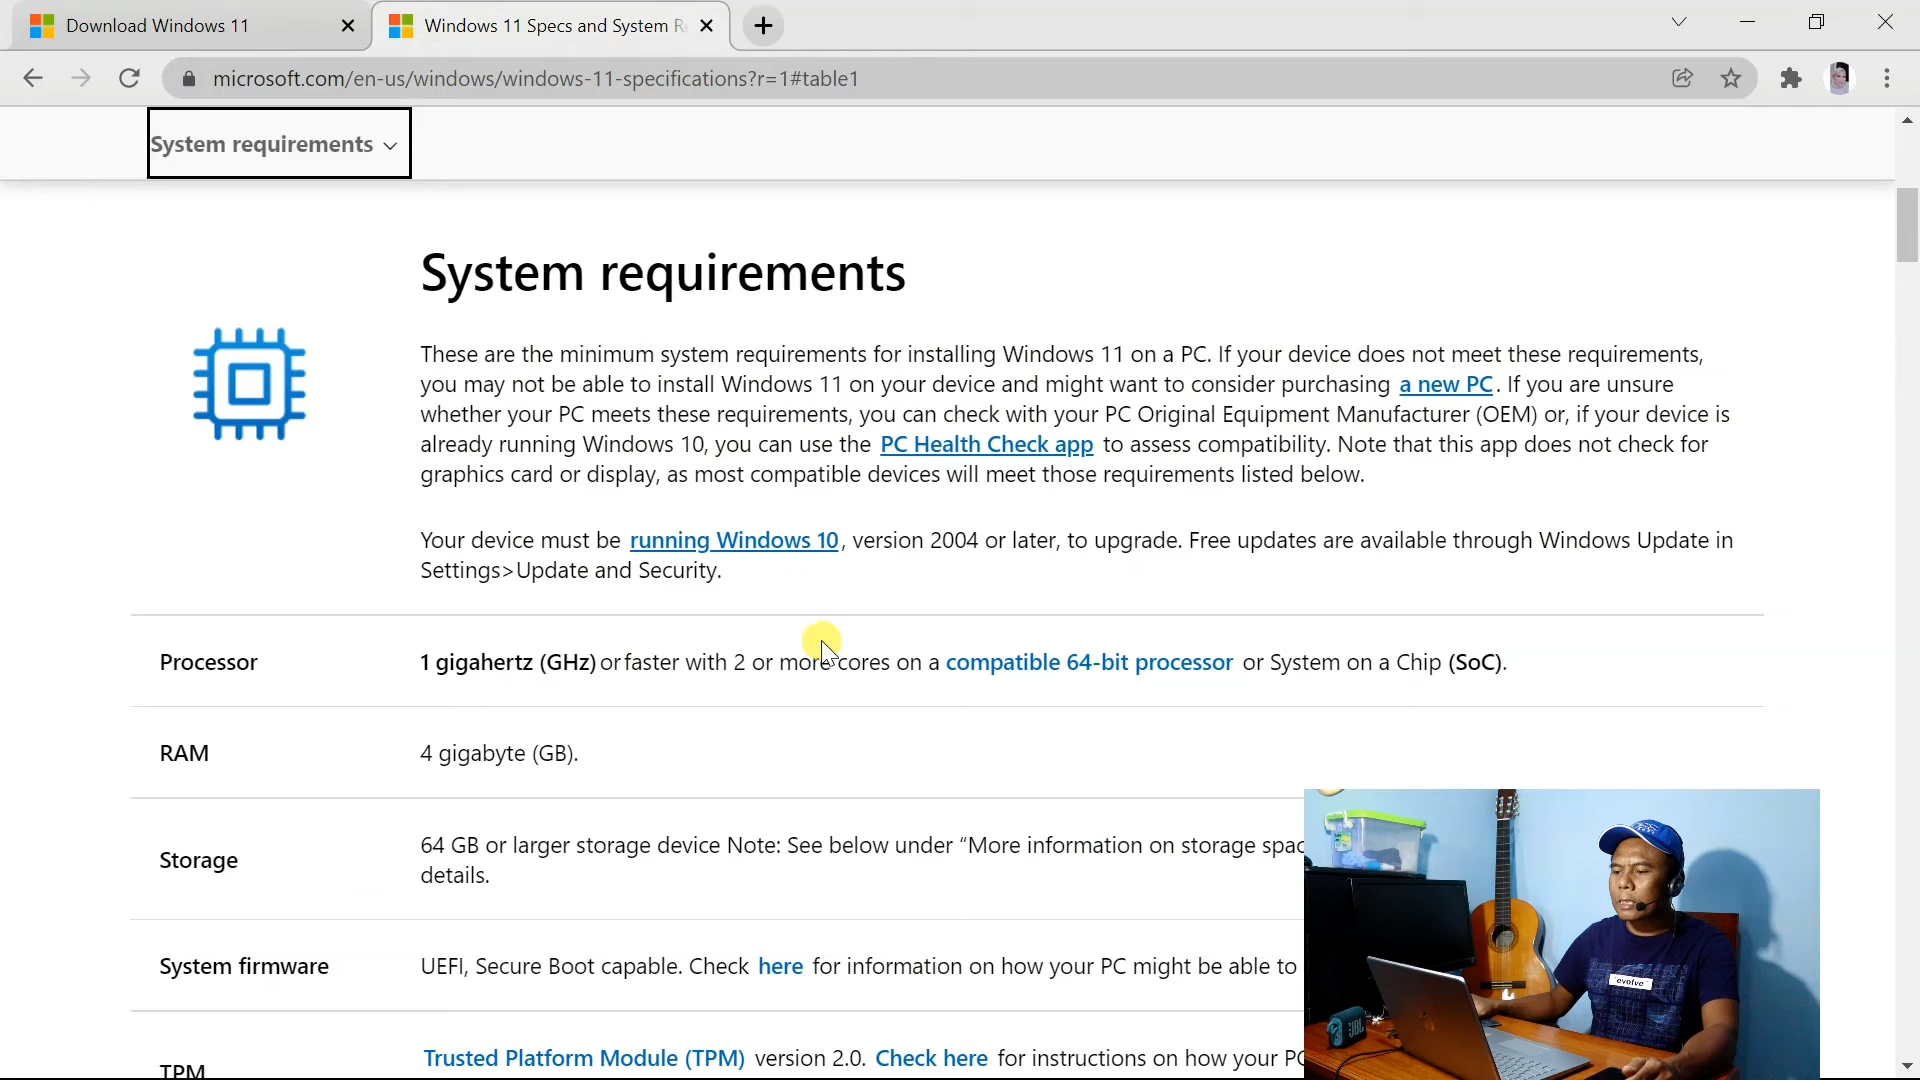 Download Windows 11
Windows 11 Specs and System R
microsoft.com/en-us/windows/windows-11-specifications?r=1#table1
System requirements
System requirements
These are the minimum system requirements for installing Windows 11 on a PC. If your device does not meet these requirements,
you may not be able to install Windows 11 on your device and might want to consider purchasing a new PC. If you are unsure
whether your PC meets these requirements, you can check with your PC Original Equipment Manufacturer (OEM) or, if your device is
already running Windows 10, you can use the PC Health Check app to assess compatibility. Note that this app does not check for
graphics card or display, as most compatible devices will meet those requirements listed below.
Your device must be running Windows 10, version 2004 or later, to upgrade. Free updates are available through Windows Update in
Settings>Update and Security.
Processor
1 gigahertz (GHz) or faster with 2 or more cores on a compatible 64-bit processor or System on a Chip (SoC).
RAM
4 gigabyte (GB).
Storage
64 GB or larger storage device Note: See below under “More information on storage spac
details.
System firmware
UEFI, Secure Boot capable. Check here for information on how your PC might be able to
TPM
Trusted Platform Module (TPM) version 2.0. Check here for instructions on how your PC
evolve
JBL